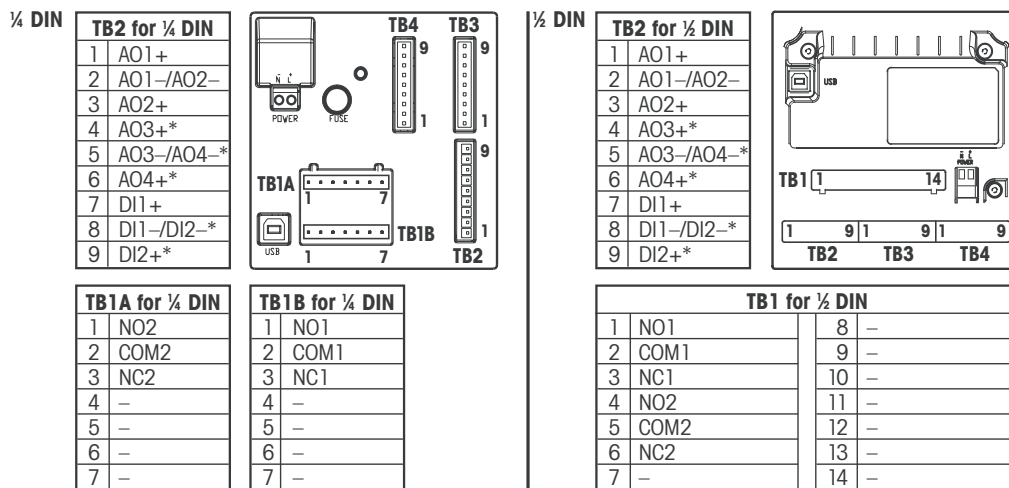 ¼ DIN
TB2 for ¼ DIN
1 AO1+
2 AO1–/AO2–
3 AO2+
4 AO3+*
5 AO3–/AO4–*
6 AO4+*
7 DI1+
8 DI1–/DI2–*
9 DI2+*
TB4 TB3
9 9
N L
POWER FUSE
1 1
9
TB1A
1 7
TB1B
USB 1 7
1
TB2
TB1A for ¼ DIN
1 NO2
2 COM2
3 NC2
4 –
5 –
6 –
7 –
TB1B for ¼ DIN
1 NO1
2 COM1
3 NC1
4 –
5 –
6 –
7 –
½ DIN
TB2 for ½ DIN
1 AO1+
2 AO1–/AO2–
3 AO2+
4 AO3+*
5 AO3–/AO4–*
6 AO4+*
7 DI1+
8 DI1–/DI2–*
9 DI2+*
USB
N L
POWER
TB1 1 14
1 9 1 9 1 9
TB2 TB3 TB4
TB1 for ½ DIN
1 NO1 8 –
2 COM1 9 –
3 NC1 10 –
4 NO2 11 –
5 COM2 12 –
6 NC2 13 –
7 – 14 –